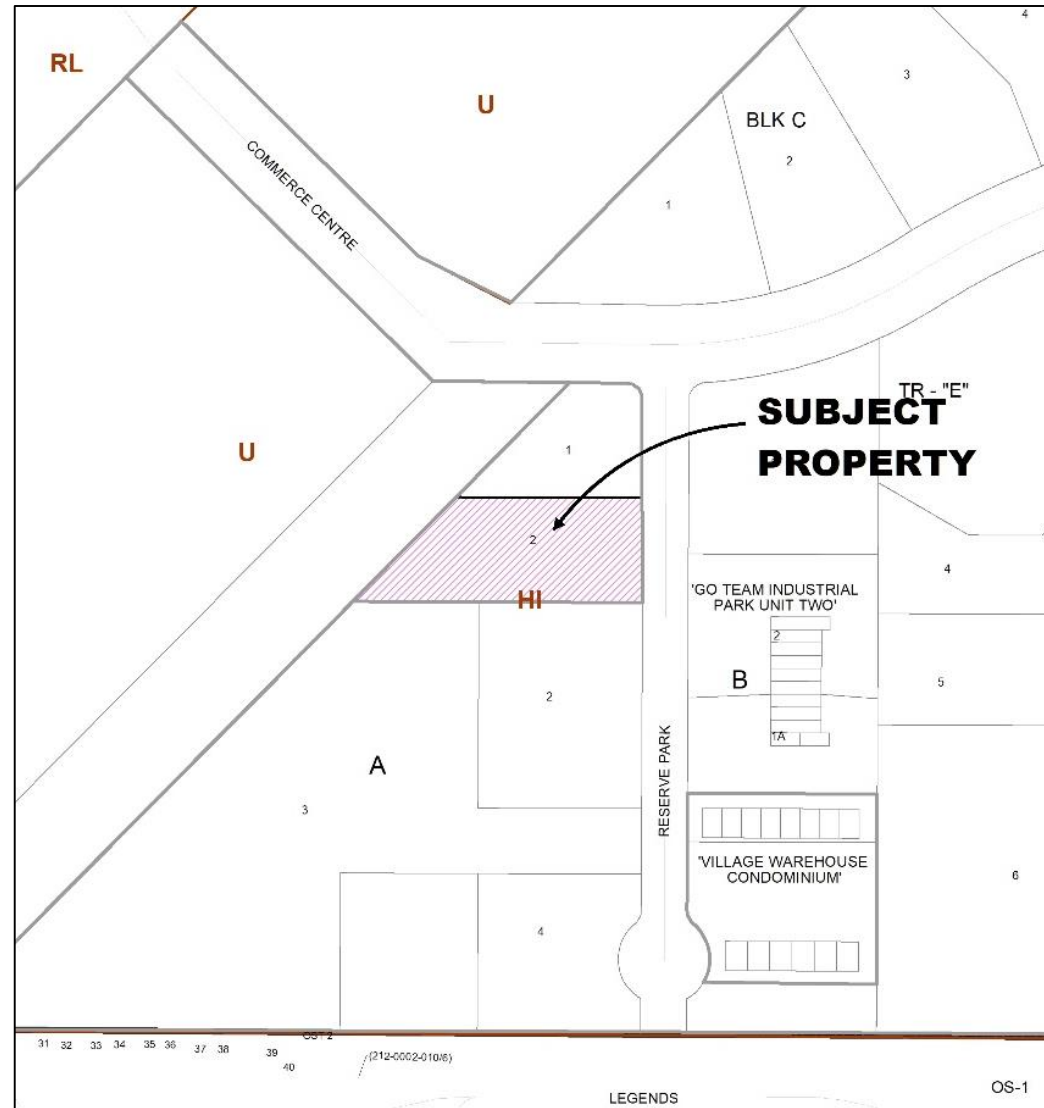 4
RL
U
3
BLK C
2
1
COMMERCE CENTRE
TR - "E"
SUBJECT
PROPERTY
1
U
2
HI
4
'GO TEAM INDUSTRIAL
PARK UNIT TWO'
2
B
5
2
1A
A
RESERVE PARK
3
'VILLAGE WAREHOUSE
CONDOMINIUM'
6
4
31 32 33 34 35 36 37 38 39 40
(212-0002-010/6)
OS-1
LEGENDS